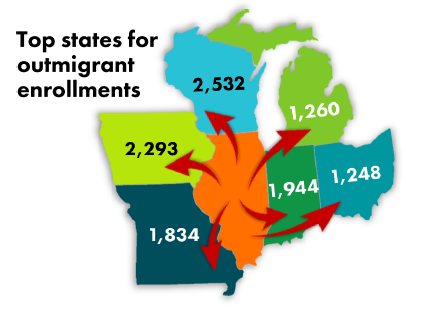 Top states for
outmigrant
enrollments
2,532
1,260
2,293
1,944
1,248
1,834